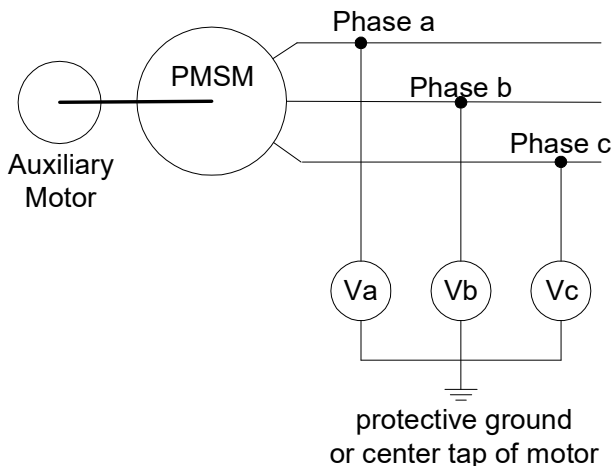 Phase a
PMSM
Phase b
Auxiliary
Motor
Phase c
Va
Vb
Vc
protective ground
or center tap of motor